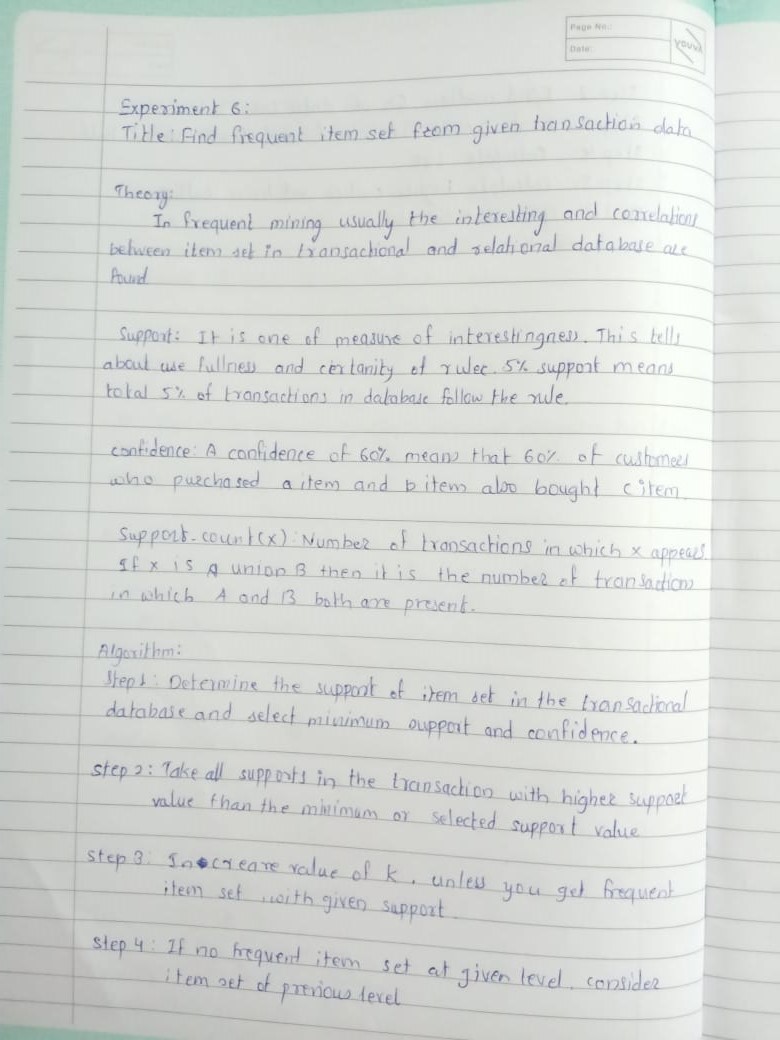 Page No.:
Date:
youva
Experiment 6:
Title: Find frequent item set from given transaction data
Theory:
In frequent mining usually the interesting and correlations
between item set in transactional and relational database are
found
Support: It is one of measure of interestingness. This tells
about use fullness and certanity of rules. 5% support means
total 5% of transactions in database follow the rule.
confidence: A confidence of 60% means that 60% of customers
who purchased a item and b item also bought c item
Support-count(x): Number of transactions in which x appears.
If x is A union B then it is the number of transactions
in which A and B both are present.
Algorithm:
Step1: Determine the support of item set in the transactional
database and select minimum support and confidence.
step 2: Take all supports in the transaction with higher support
value than the minimum or selected support value
step 3: Increare value of k, unless you get frequent
item set with given support
step 4: If no frequent item set at given level, consider
item set of previous level